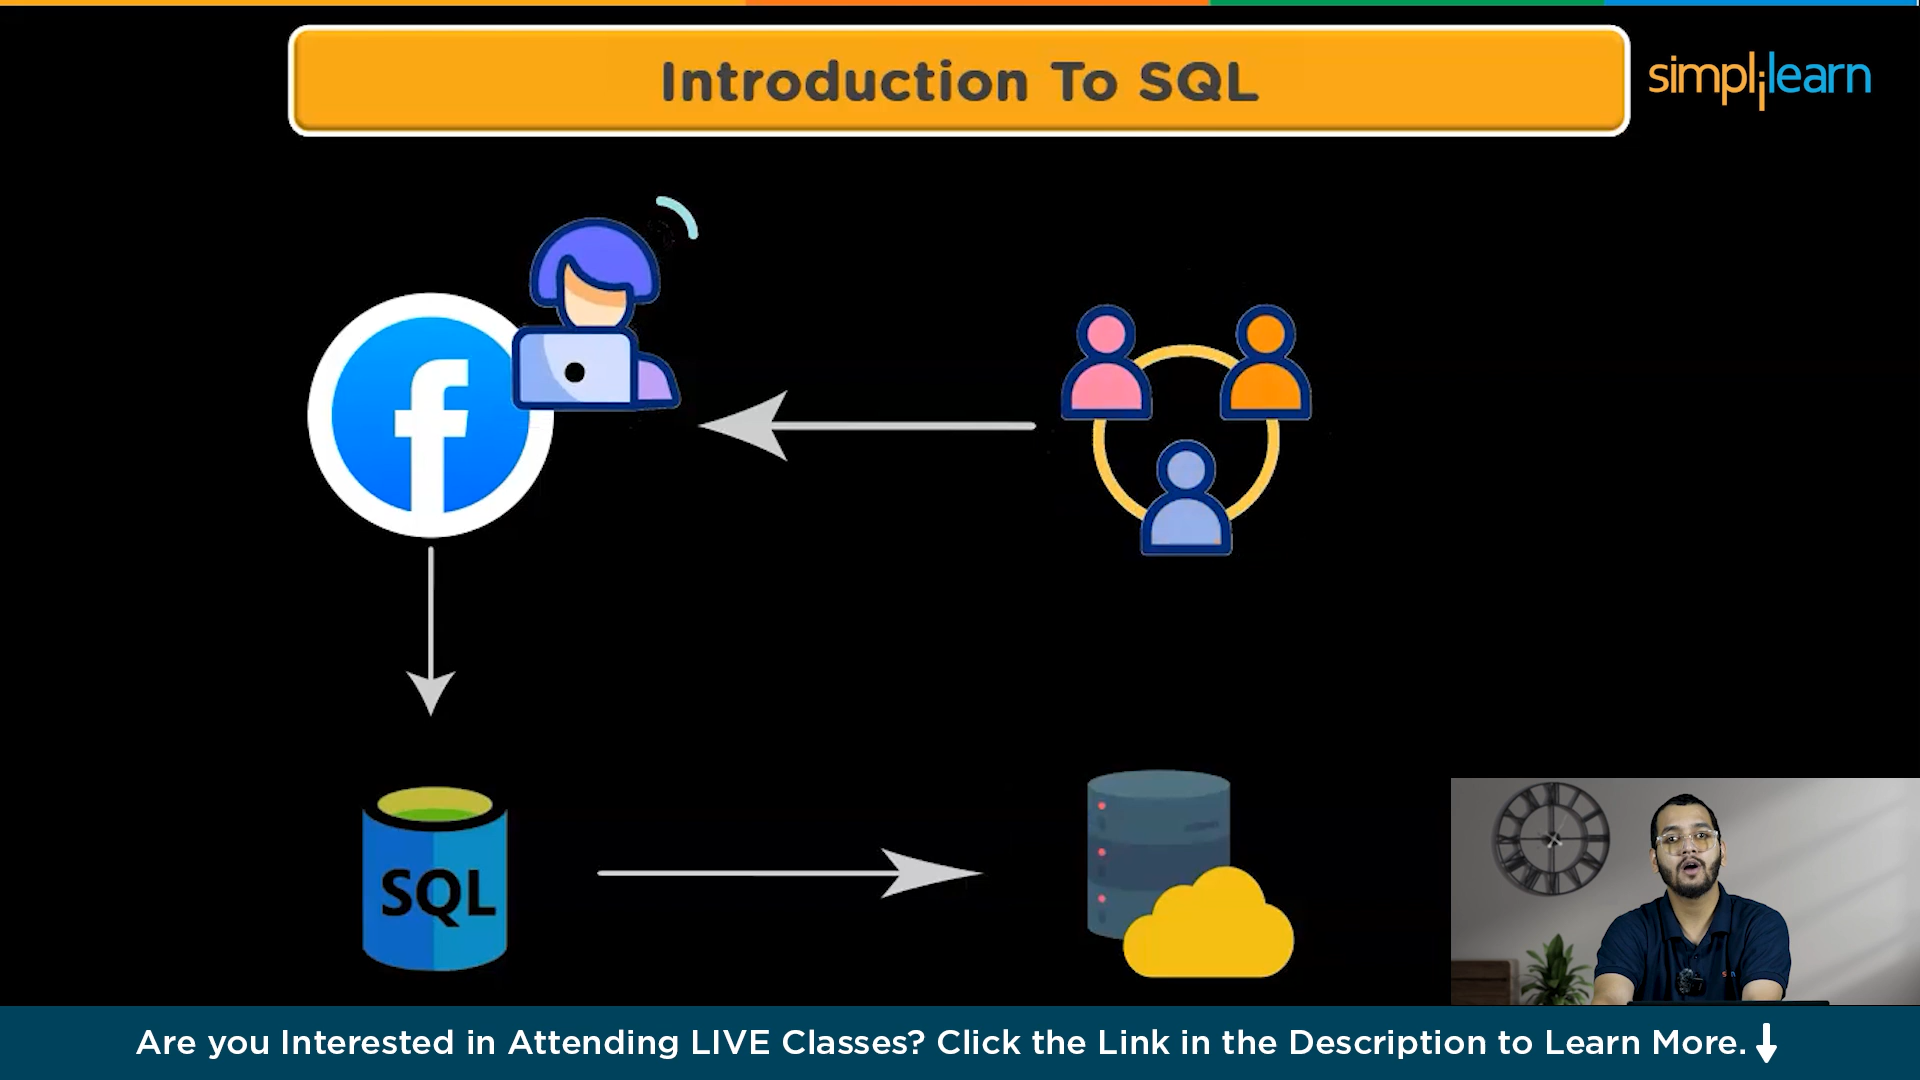 Introduction To SQL
simplilearn
f
SQL
Are you Interested in Attending LIVE Classes? Click the Link in the Description to Learn More.